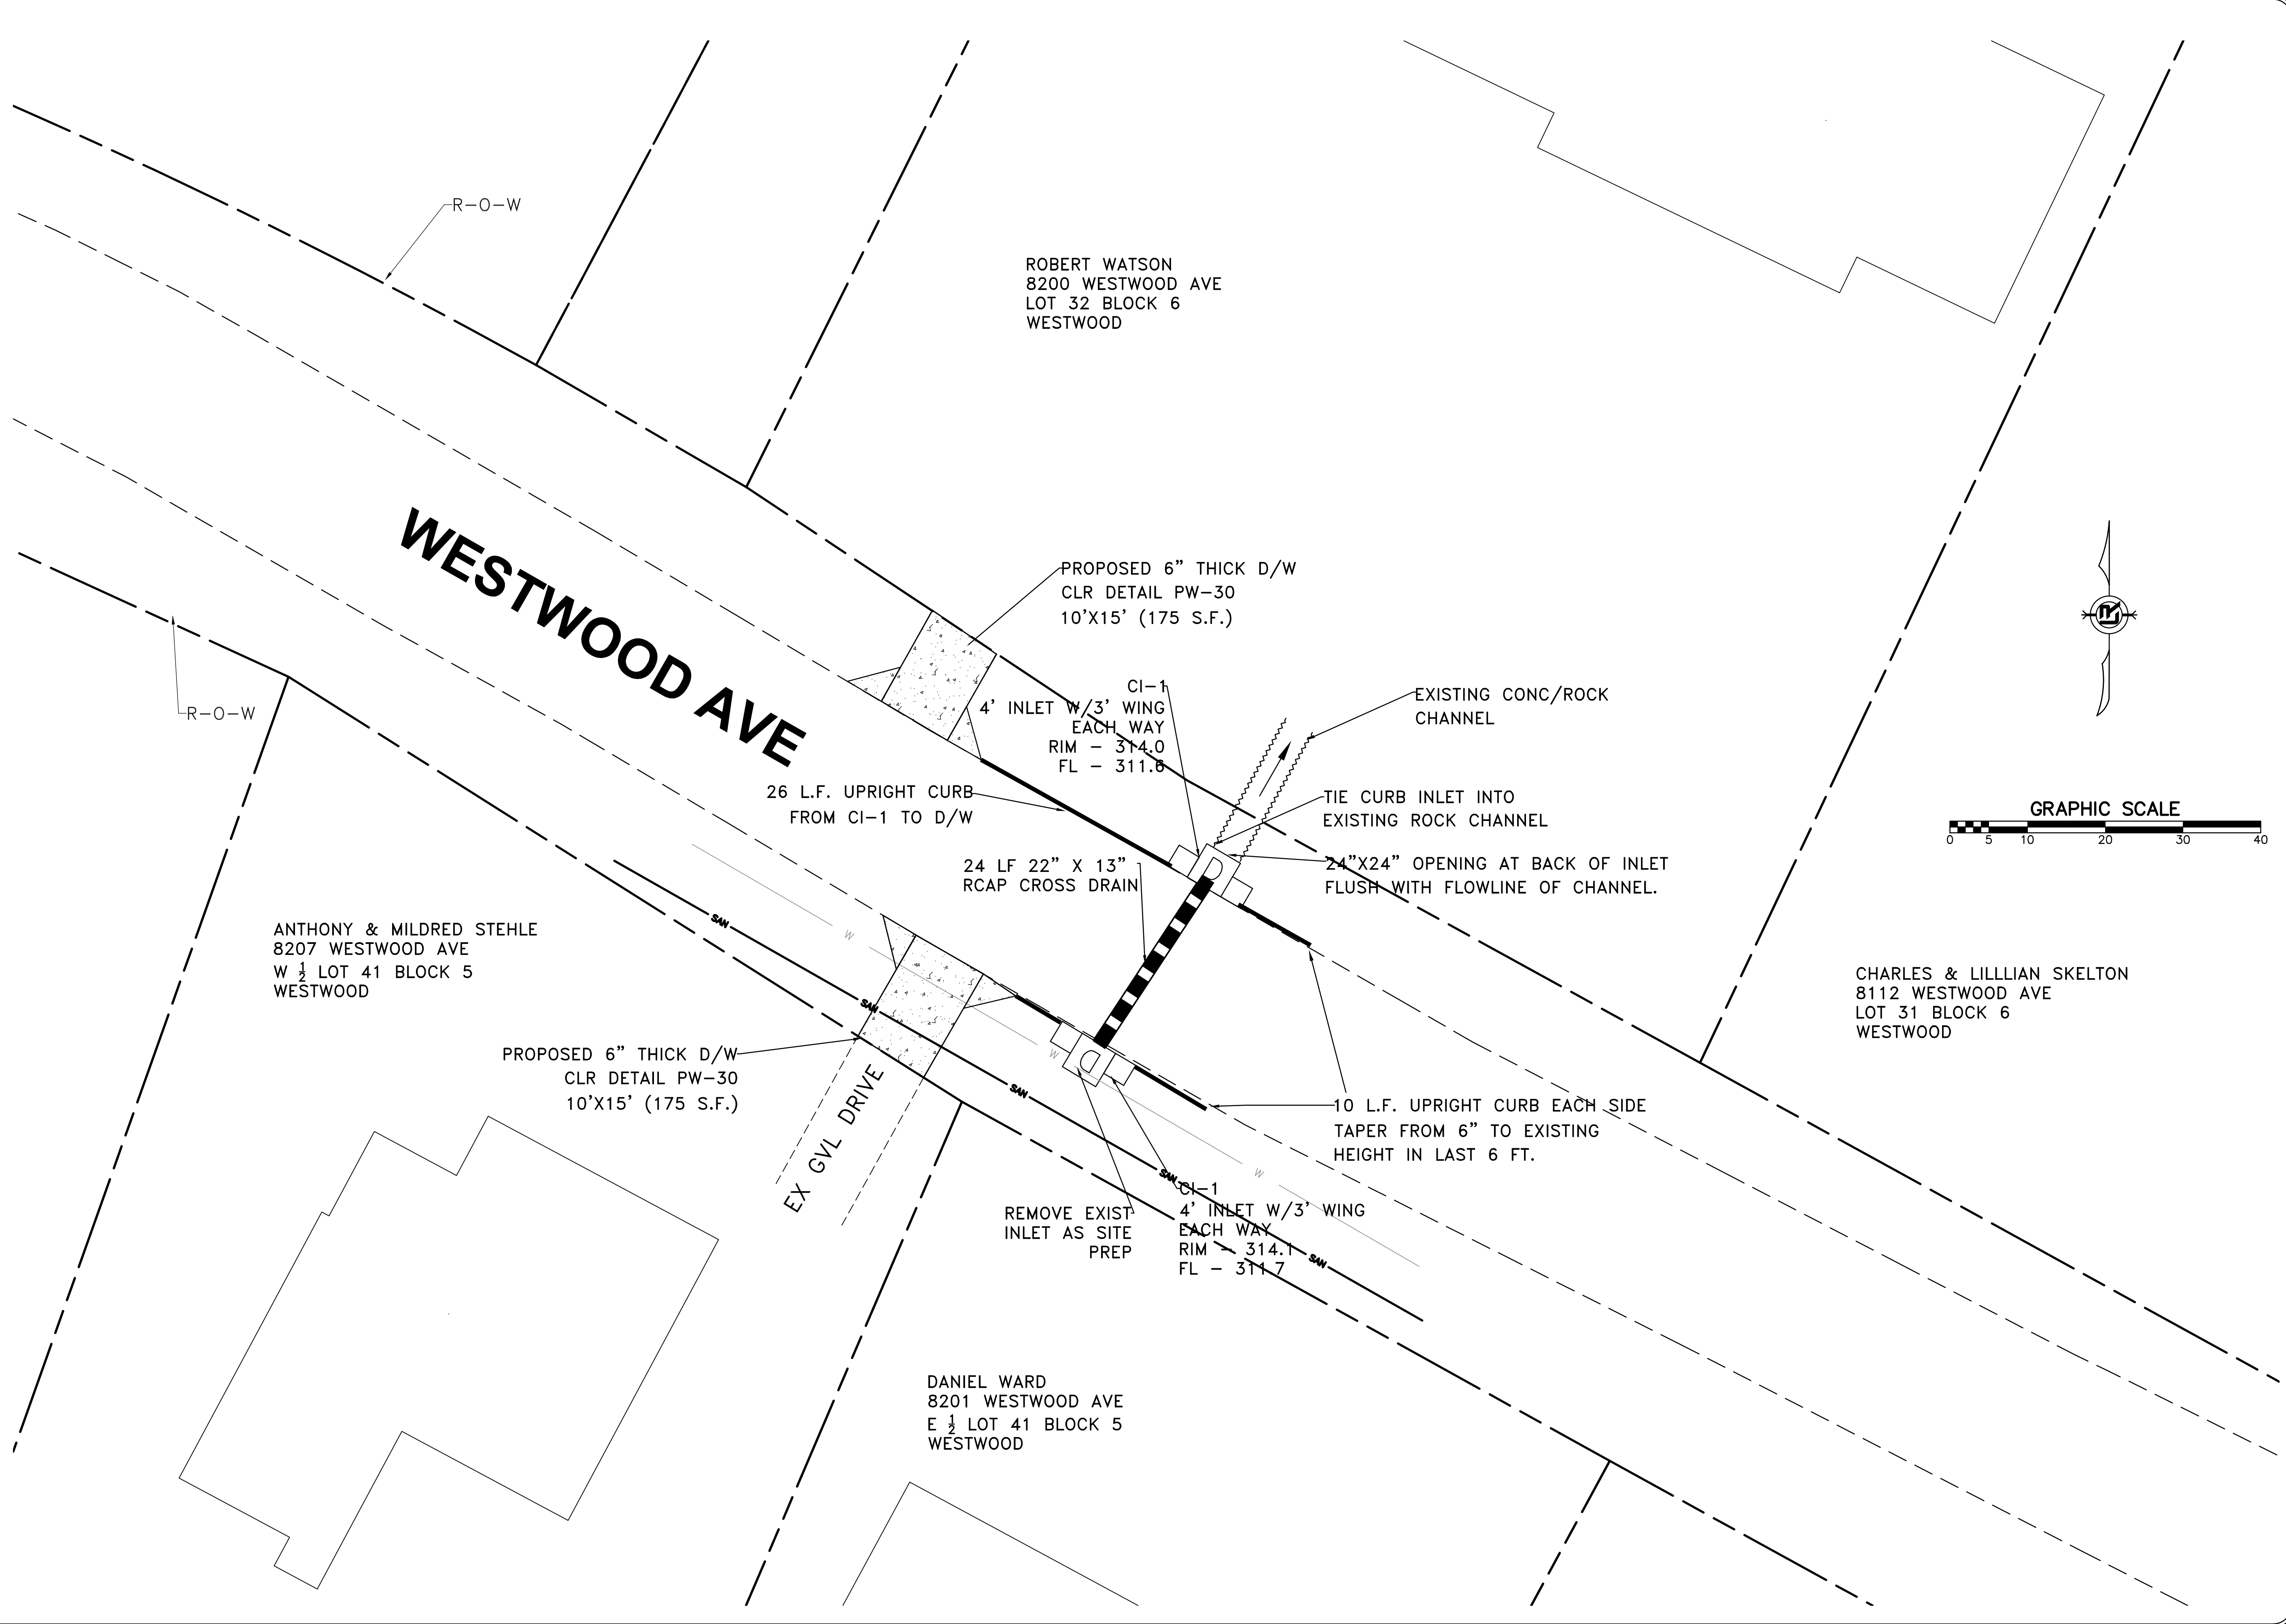 R-O-W
ROBERT WATSON
8200 WESTWOOD AVE
LOT 32 BLOCK 6
WESTWOOD
WESTWOOD AVE
R-O-W
PROPOSED 6" THICK D/W
CLR DETAIL PW-30
10'X15' (175 S.F.)
CI-1
4' INLET W/3' WING
EACH WAY
RIM - 314.0
FL - 311.6
EXISTING CONC/ROCK
CHANNEL
26 L.F. UPRIGHT CURB
FROM CI-1 TO D/W
TIE CURB INLET INTO
EXISTING ROCK CHANNEL
GRAPHIC SCALE
0 5 10 20 30 40
24 LF 22" X 13"
RCAP CROSS DRAIN
24"X24" OPENING AT BACK OF INLET
FLUSH WITH FLOWLINE OF CHANNEL.
D
SAN
W
ANTHONY & MILDRED STEHLE
8207 WESTWOOD AVE
W ½ LOT 41 BLOCK 5
WESTWOOD
CHARLES & LILLLIAN SKELTON
8112 WESTWOOD AVE
LOT 31 BLOCK 6
WESTWOOD
SAN
W
D
PROPOSED 6" THICK D/W
CLR DETAIL PW-30
10'X15' (175 S.F.)
EX GVL DRIVE
SAN
10 L.F. UPRIGHT CURB EACH SIDE
TAPER FROM 6" TO EXISTING
HEIGHT IN LAST 6 FT.
SAN
W
REMOVE EXIST
INLET AS SITE
PREP
CI-1
4' INLET W/3' WING
EACH WAY
RIM - 314.1
FL - 311.7
SAN
DANIEL WARD
8201 WESTWOOD AVE
E ½ LOT 41 BLOCK 5
WESTWOOD